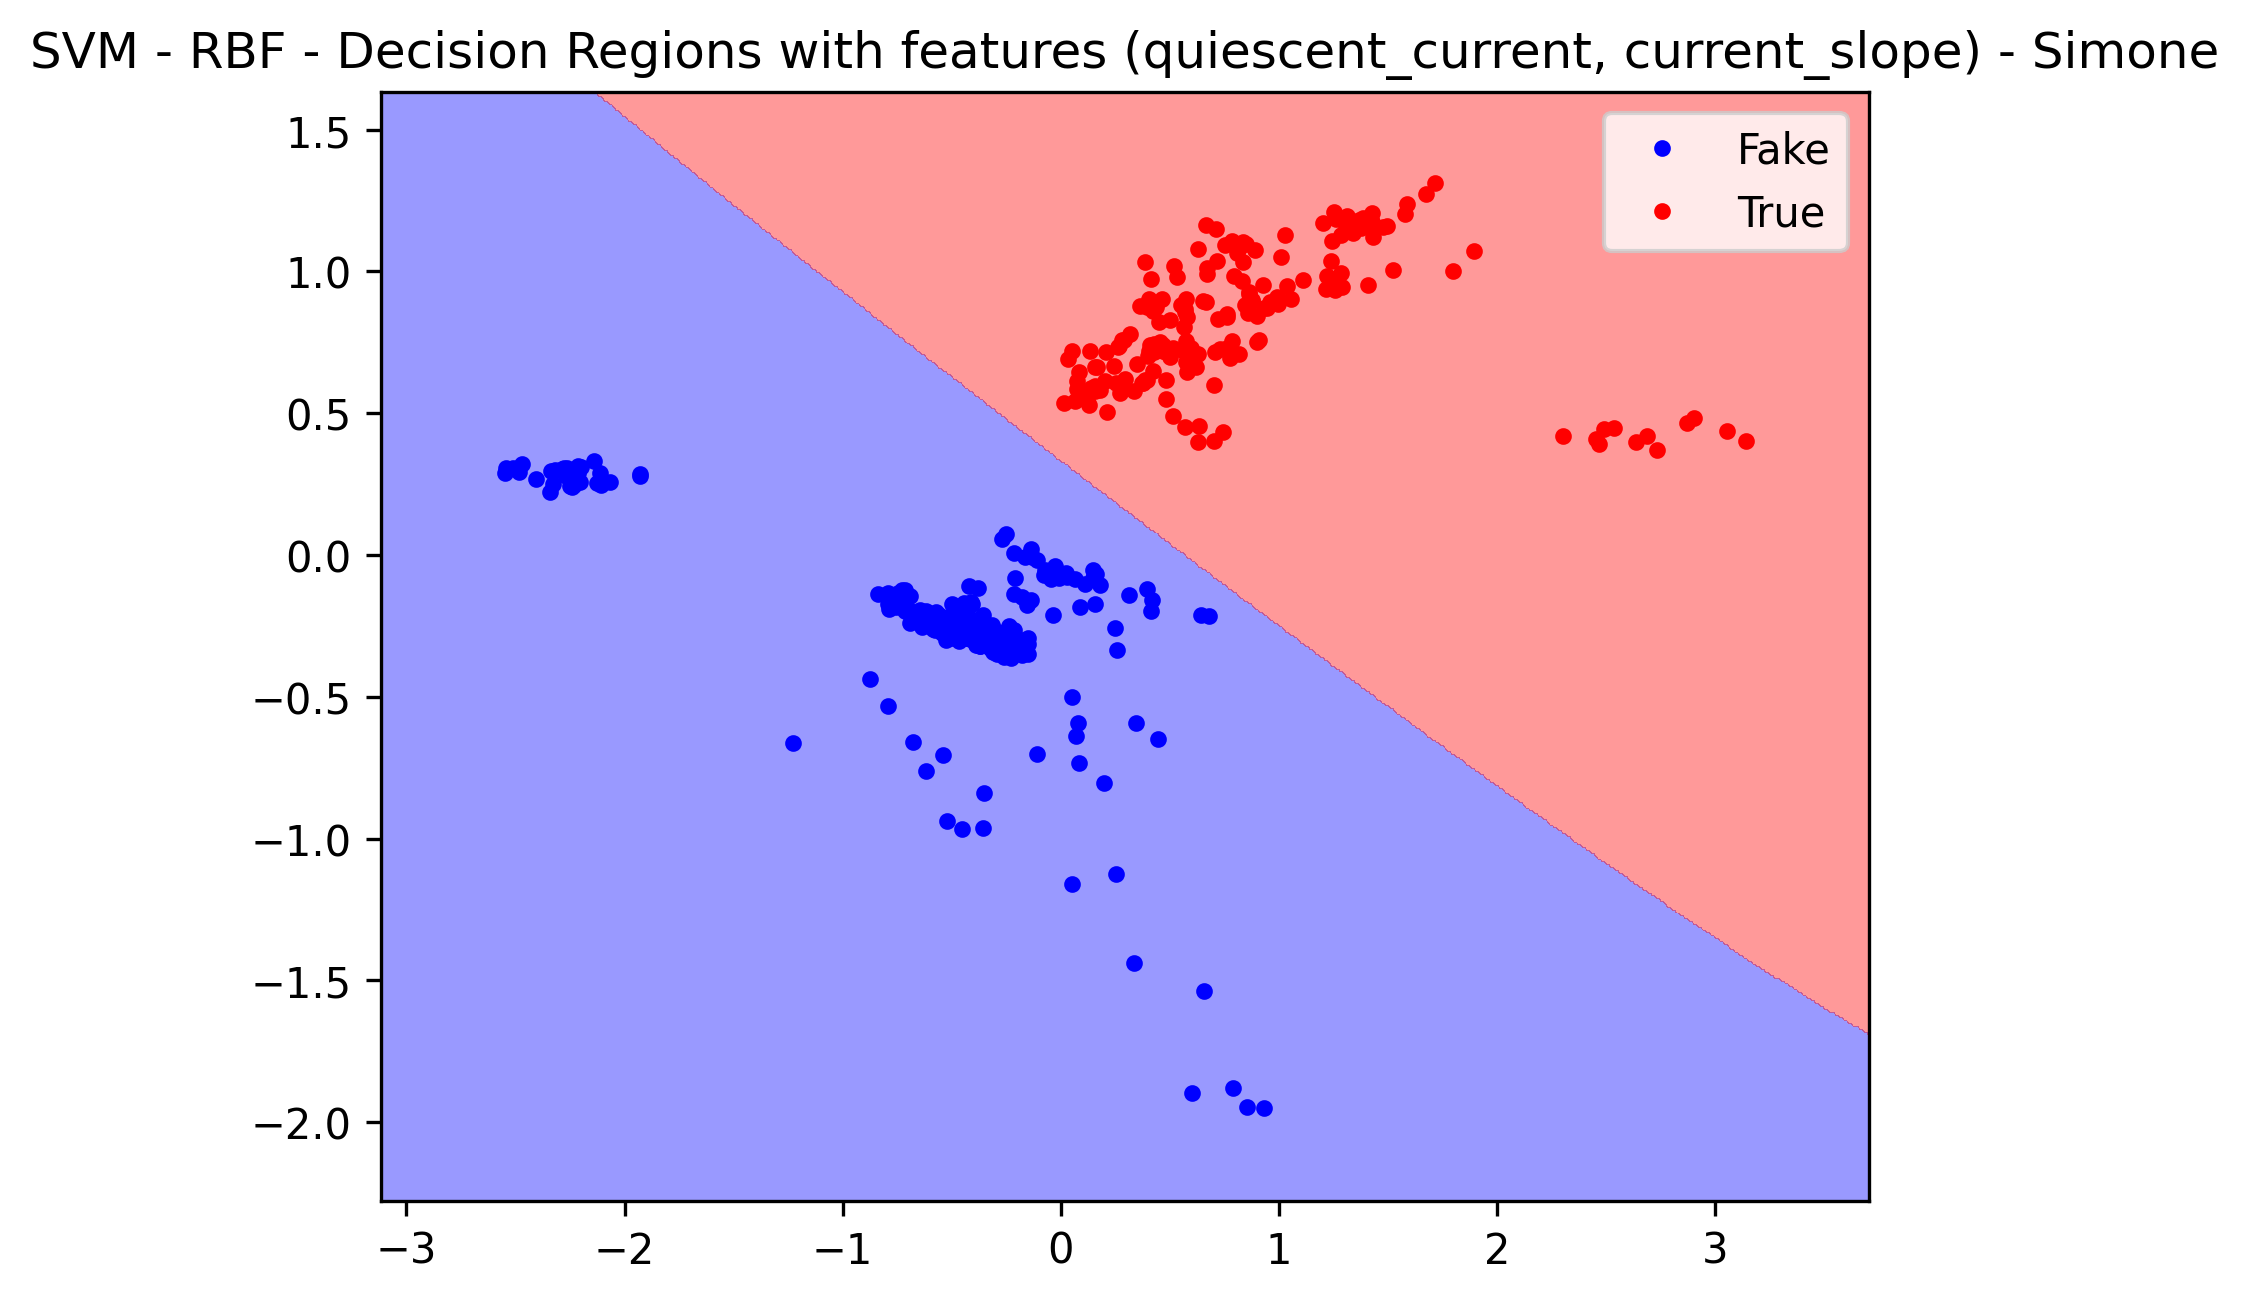 SVM - RBF - Decision Regions with features (quiescent_current, current_slope) - Simone
Fake
True
1.5
1.0
0.5
0.0
−0.5
−1.0
−1.5
−2.0
−3 −2 −1 0 1 2 3